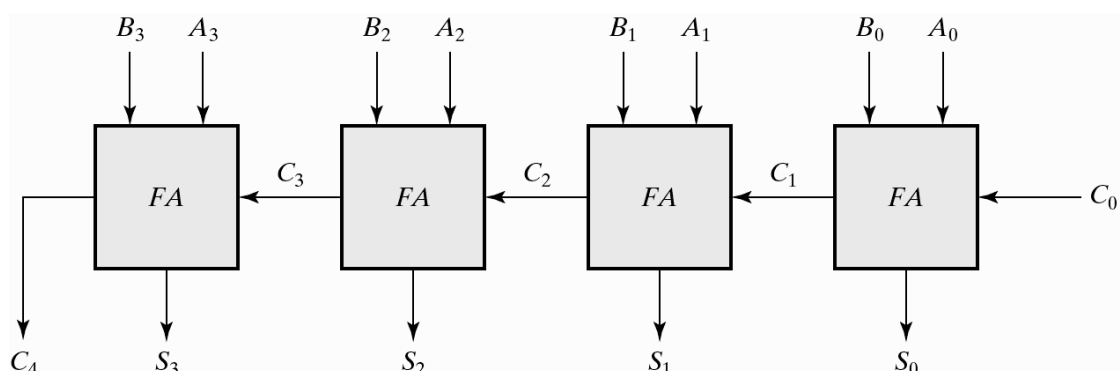 B₃ A₃ B₂ A₂ B₁ A₁ B₀ A₀
FA C₃ FA C₂ FA C₁ FA C₀
C₄ S₃ S₂ S₁ S₀